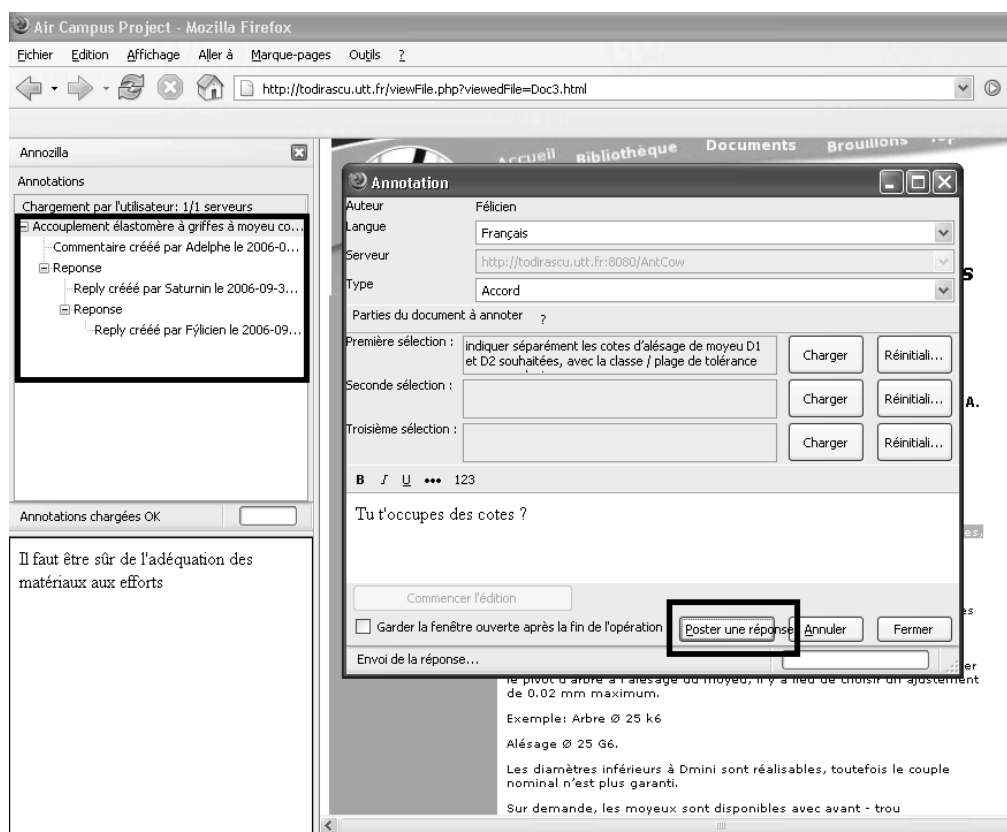 Air Campus Project - Mozilla Firefox
Fichier Edition Affichage Aller à Marque-pages Outils ?
http://todirascu.utt.fr/viewFile.php?viewedFile=Doc3.html
Annozilla
Annotations
Chargement par l'utilisateur: 1/1 serveurs
Accouplement élastomère à griffes à moyeu co...
Commentaire crééé par Adelphe le 2006-0...
Reponse
Reply crééé par Saturnin le 2006-09-3...
Reponse
Reply crééé par Fýlicien le 2006-09...
Annotations chargées OK
Il faut être sûr de l'adéquation des
matériaux aux efforts
Accueil Bibliothèque Documents Brouillons
Annotation
Auteur Félicien
Langue Français
Serveur http://todirascu.utt.fr:8080/AntCow
Type Accord
Parties du document à annoter ?
Première sélection : indiquer séparément les cotes d'alésage de moyeu D1
et D2 souhaitées, avec la classe / plage de tolérance
Charger Réinitiali...
Seconde sélection : Charger Réinitiali...
Troisième sélection : Charger Réinitiali...
B I U ••• 123
Tu t'occupes des cotes ?
Commencer l'édition
Garder la fenêtre ouverte après la fin de l'opération Poster une réponse Annuler Fermer
Envoi de la réponse...
S
A.
es,
es
er
le pivot d'arbre à l'alésage du moyeu, il y a lieu de choisir un ajustement
de 0.02 mm maximum.
Exemple: Arbre Ø 25 k6
Alésage Ø 25 G6.
Les diamètres inférieurs à Dmini sont réalisables, toutefois le couple
nominal n'est plus garanti.
Sur demande, les moyeux sont disponibles avec avant - trou